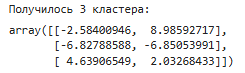 Получилось 3 кластера:
array([[-2.58400946,  8.98592717],
       [-6.82788588, -6.85053991],
       [ 4.63906549,  2.03268433]])